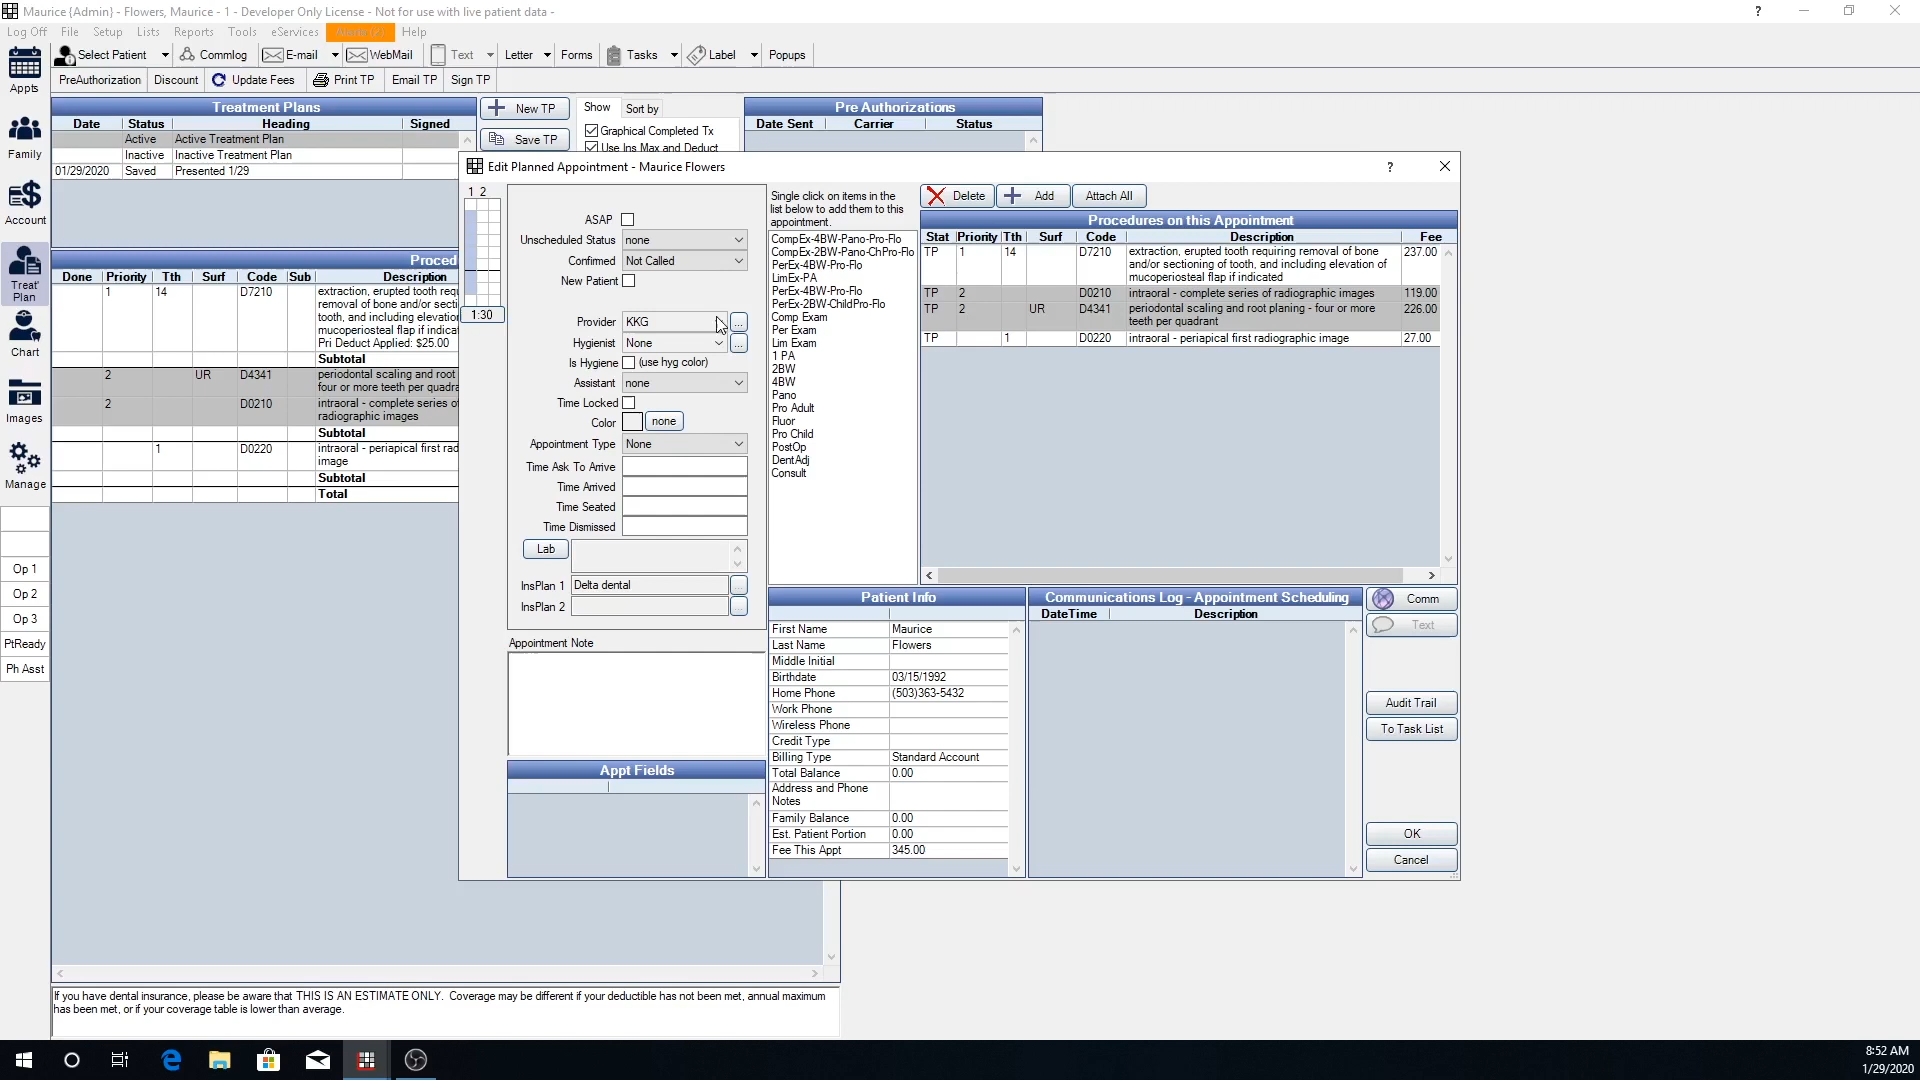 Maurice {Admin} - Flowers, Maurice - 1 - Developer Only License - Not for use with live patient data -
Log Off File Setup Lists Reports Tools eServices Help
Select Patient Commlog E-mail WebMail Text Letter Forms Tasks Label Popups
PreAuthorization Discount Update Fees Print TP Email TP Sign TP
Appts
Family
Account
Treat'
Plan
Chart
Images
Manage
Op 1
Op 2
Op 3
PtReady
Ph Asst
Treatment Plans
Date Status Heading Signed
Active Active Treatment Plan
Inactive Inactive Treatment Plan
01/29/2020 Saved Presented 1/29
New TP
Save TP
Show Sort by
Graphical Completed Tx
Use Ins Max and Deduct
Pre Authorizations
Date Sent Carrier Status
Proced
Done Priority Tth Surf Code Sub Description
1 14 D7210 extraction, erupted tooth requ
removal of bone and/or secti
tooth, and including elevation
mucoperiosteal flap if indicat
Pri Deduct Applied: $25.00
Subtotal
2 UR D4341 periodontal scaling and root
four or more teeth per quadra
2 D0210 intraoral - complete series of
radiographic images
Subtotal
1 D0220 intraoral - periapical first rad
image
Subtotal
Total
If you have dental insurance, please be aware that THIS IS AN ESTIMATE ONLY. Coverage may be different if your deductible has not been met, annual maximum
has been met, or if your coverage table is lower than average.
Edit Planned Appointment - Maurice Flowers
1 2
1:30
ASAP
Unscheduled Status none
Confirmed Not Called
New Patient
Provider KKG ...
Hygienist None ...
Is Hygiene (use hyg color)
Assistant none
Time Locked
Color none
Appointment Type None
Time Ask To Arrive
Time Arrived
Time Seated
Time Dismissed
Lab
InsPlan 1 Delta dental ...
InsPlan 2 ...
Appointment Note
Appt Fields
Single click on items in the
list below to add them to this
appointment.
CompEx-4BW-Pano-Pro-Flo
CompEx-2BW-Pano-ChPro-Flo
PerEx-4BW-Pro-Flo
LimEx-PA
PerEx-4BW-Pro-Flo
PerEx-2BW-ChildPro-Flo
Comp Exam
Per Exam
Lim Exam
1 PA
2BW
4BW
Pano
Pro Adult
Fluor
Pro Child
PostOp
DentAdj
Consult
Delete Add Attach All
Procedures on this Appointment
Stat Priority Tth Surf Code Description Fee
TP 1 14 D7210 extraction, erupted tooth requiring removal of bone 237.00
and/or sectioning of tooth, and including elevation of
mucoperiosteal flap if indicated
TP 2 D0210 intraoral - complete series of radiographic images 119.00
TP 2 UR D4341 periodontal scaling and root planing - four or more 226.00
teeth per quadrant
TP 1 D0220 intraoral - periapical first radiographic image 27.00
Patient Info
First Name Maurice
Last Name Flowers
Middle Initial
Birthdate 03/15/1992
Home Phone (503)363-5432
Work Phone
Wireless Phone
Credit Type
Billing Type Standard Account
Total Balance 0.00
Address and Phone
Notes
Family Balance 0.00
Est. Patient Portion 0.00
Fee This Appt 345.00
Communications Log - Appointment Scheduling
DateTime Description
Comm
Text
Audit Trail
To Task List
OK
Cancel
8:52 AM
1/29/2020